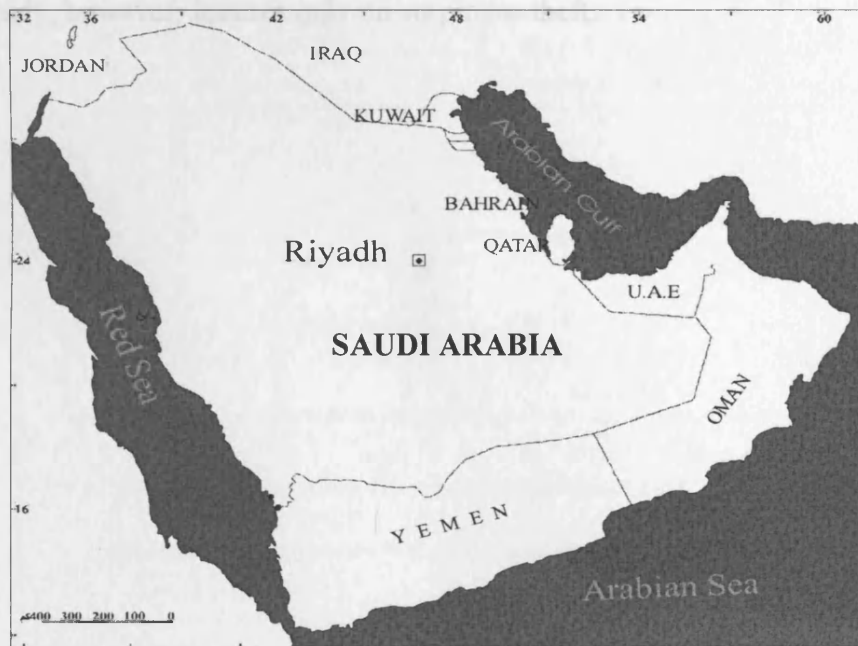 32 36 42 48 54 60
IRAQ
JORDAN
KUWAIT
Arabian Gulf
BAHRAIN
QATAR
Riyadh
24
U.A.E
Red Sea
SAUDI ARABIA
OMAN
16
YEMEN
Arabian Sea
400 300 200 100 0